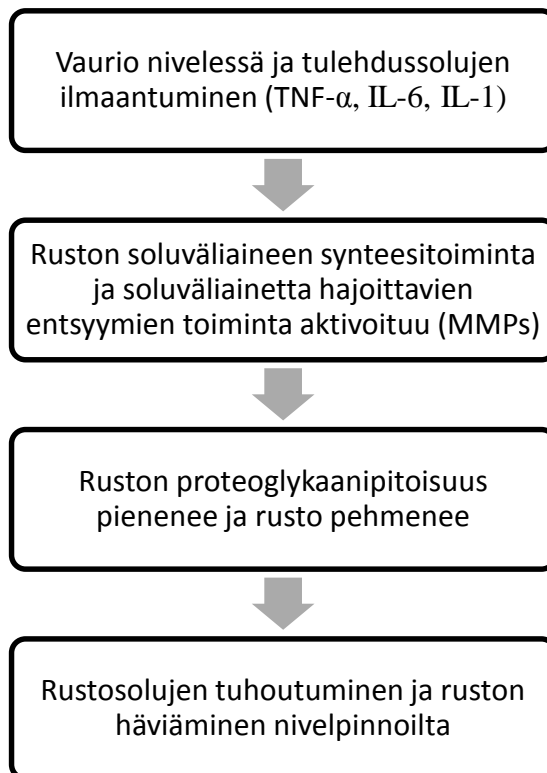 Vaurio nivelessä ja tulehdussolujen
ilmaantuminen (TNF-α, IL-6, IL-1)
Ruston soluväliaineen synteesitoiminta
ja soluväliainetta hajoittavien
entsyymien toiminta aktivoituu (MMPs)
Ruston proteoglykaanipitoisuus
pienenee ja rusto pehmenee
Rustosolujen tuhoutuminen ja ruston
häviäminen nivelpinnoilta